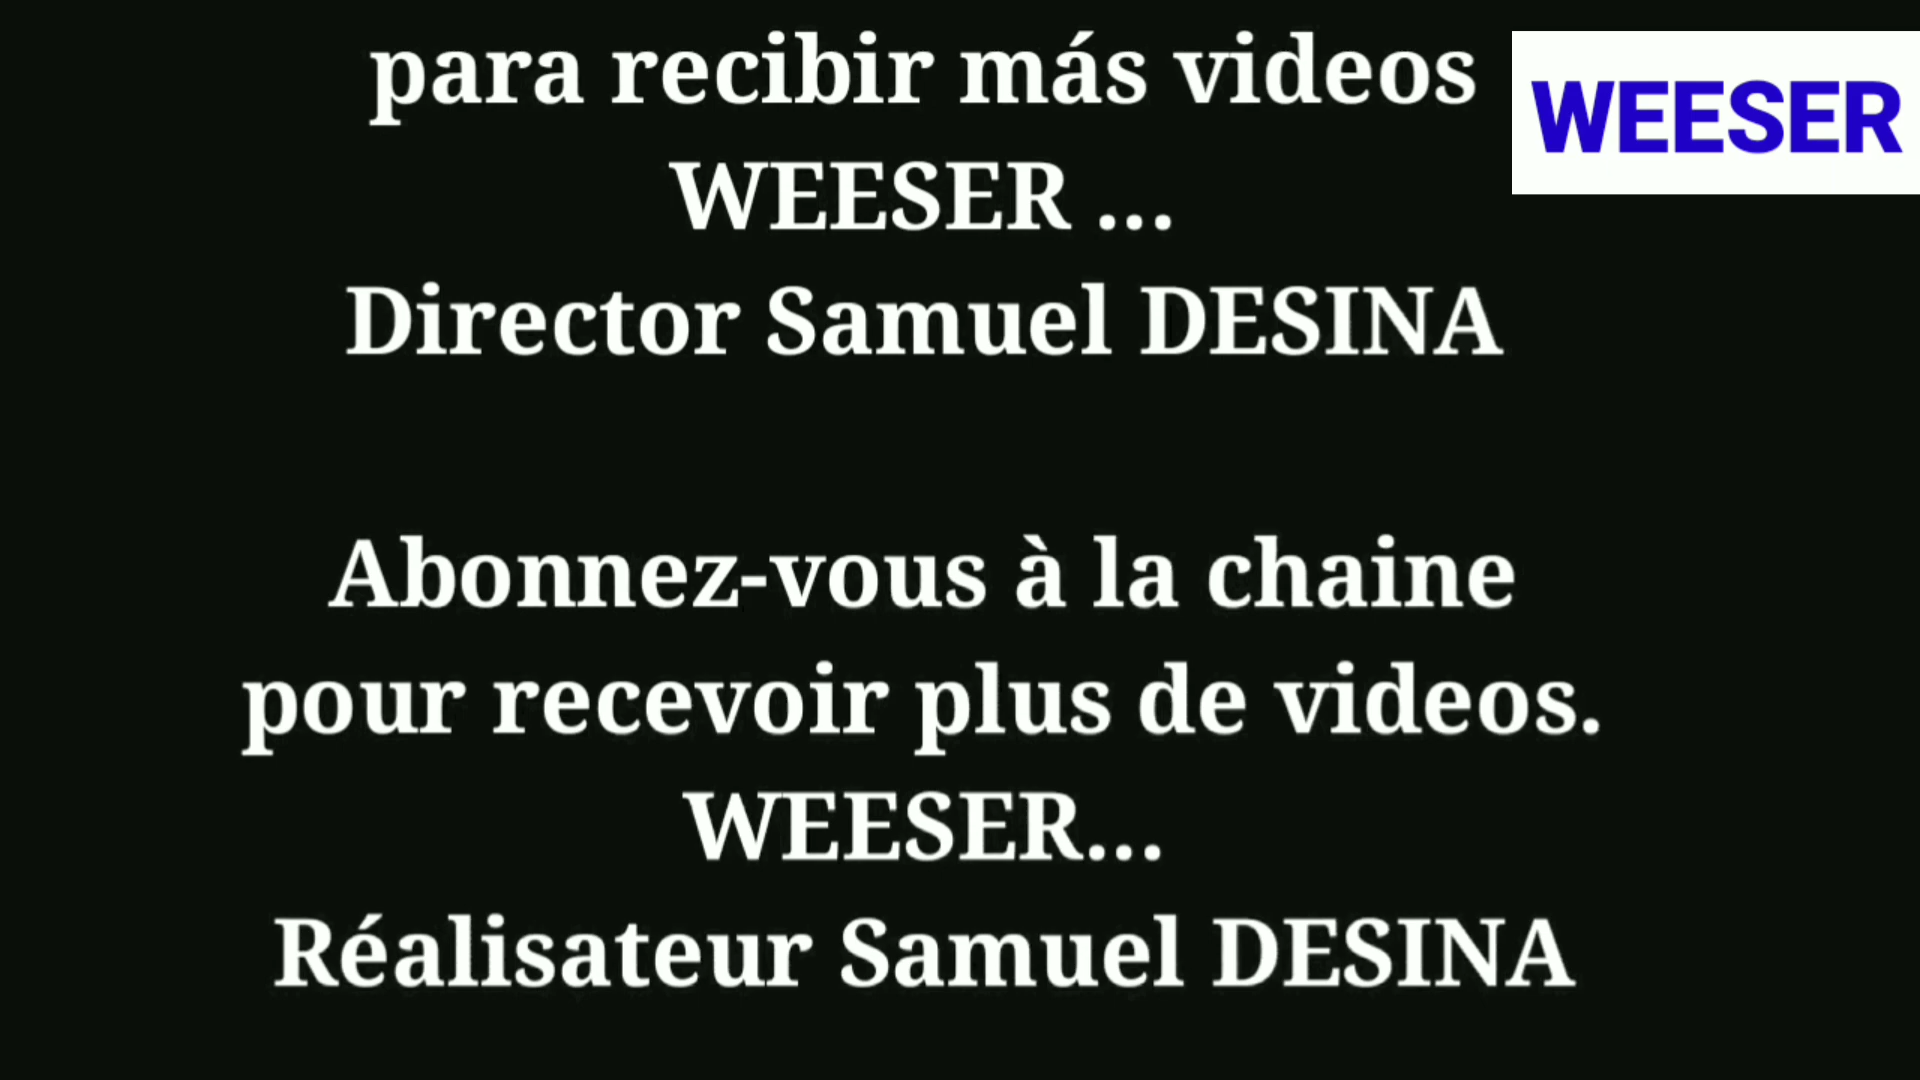 para recibir más videos
WEESER
WEESER ...
Director Samuel DESINA
Abonnez-vous à la chaine
pour recevoir plus de videos.
WEESER...
Réalisateur Samuel DESINA